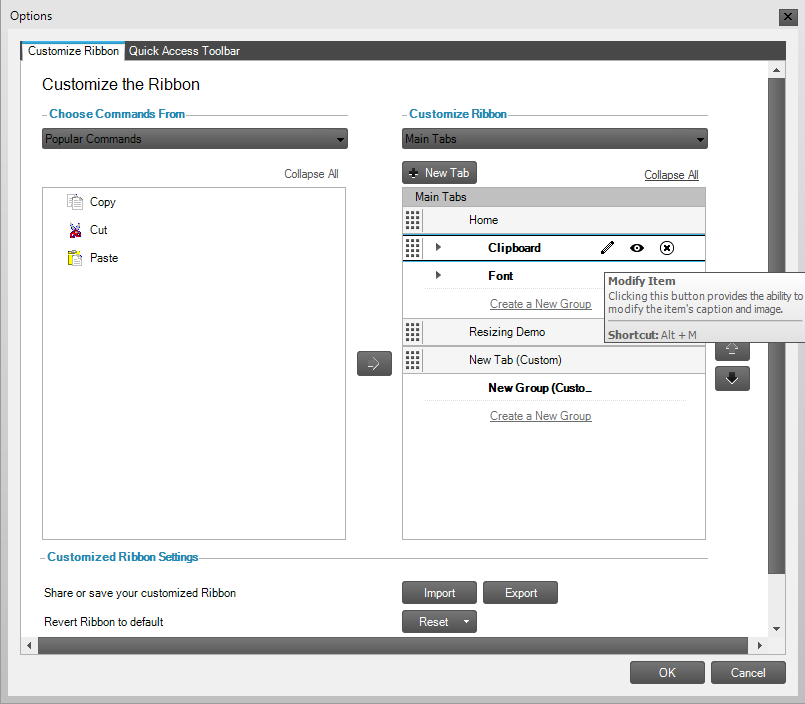 Options
Customize Ribbon Quick Access Toolbar
Customize the Ribbon
Choose Commands From
Customize Ribbon
Popular Commands
Main Tabs
Collapse All
New Tab
Collapse All
Main Tabs
Copy
Cut
Paste
Home
Clipboard
Font
Create a New Group
Resizing Demo
New Tab (Custom)
New Group (Custo...
Create a New Group
Modify Item
Clicking this button provides the ability to
modify the item's caption and image.
Shortcut: Alt + M
Customized Ribbon Settings
Share or save your customized Ribbon
Import
Export
Revert Ribbon to default
Reset
OK
Cancel